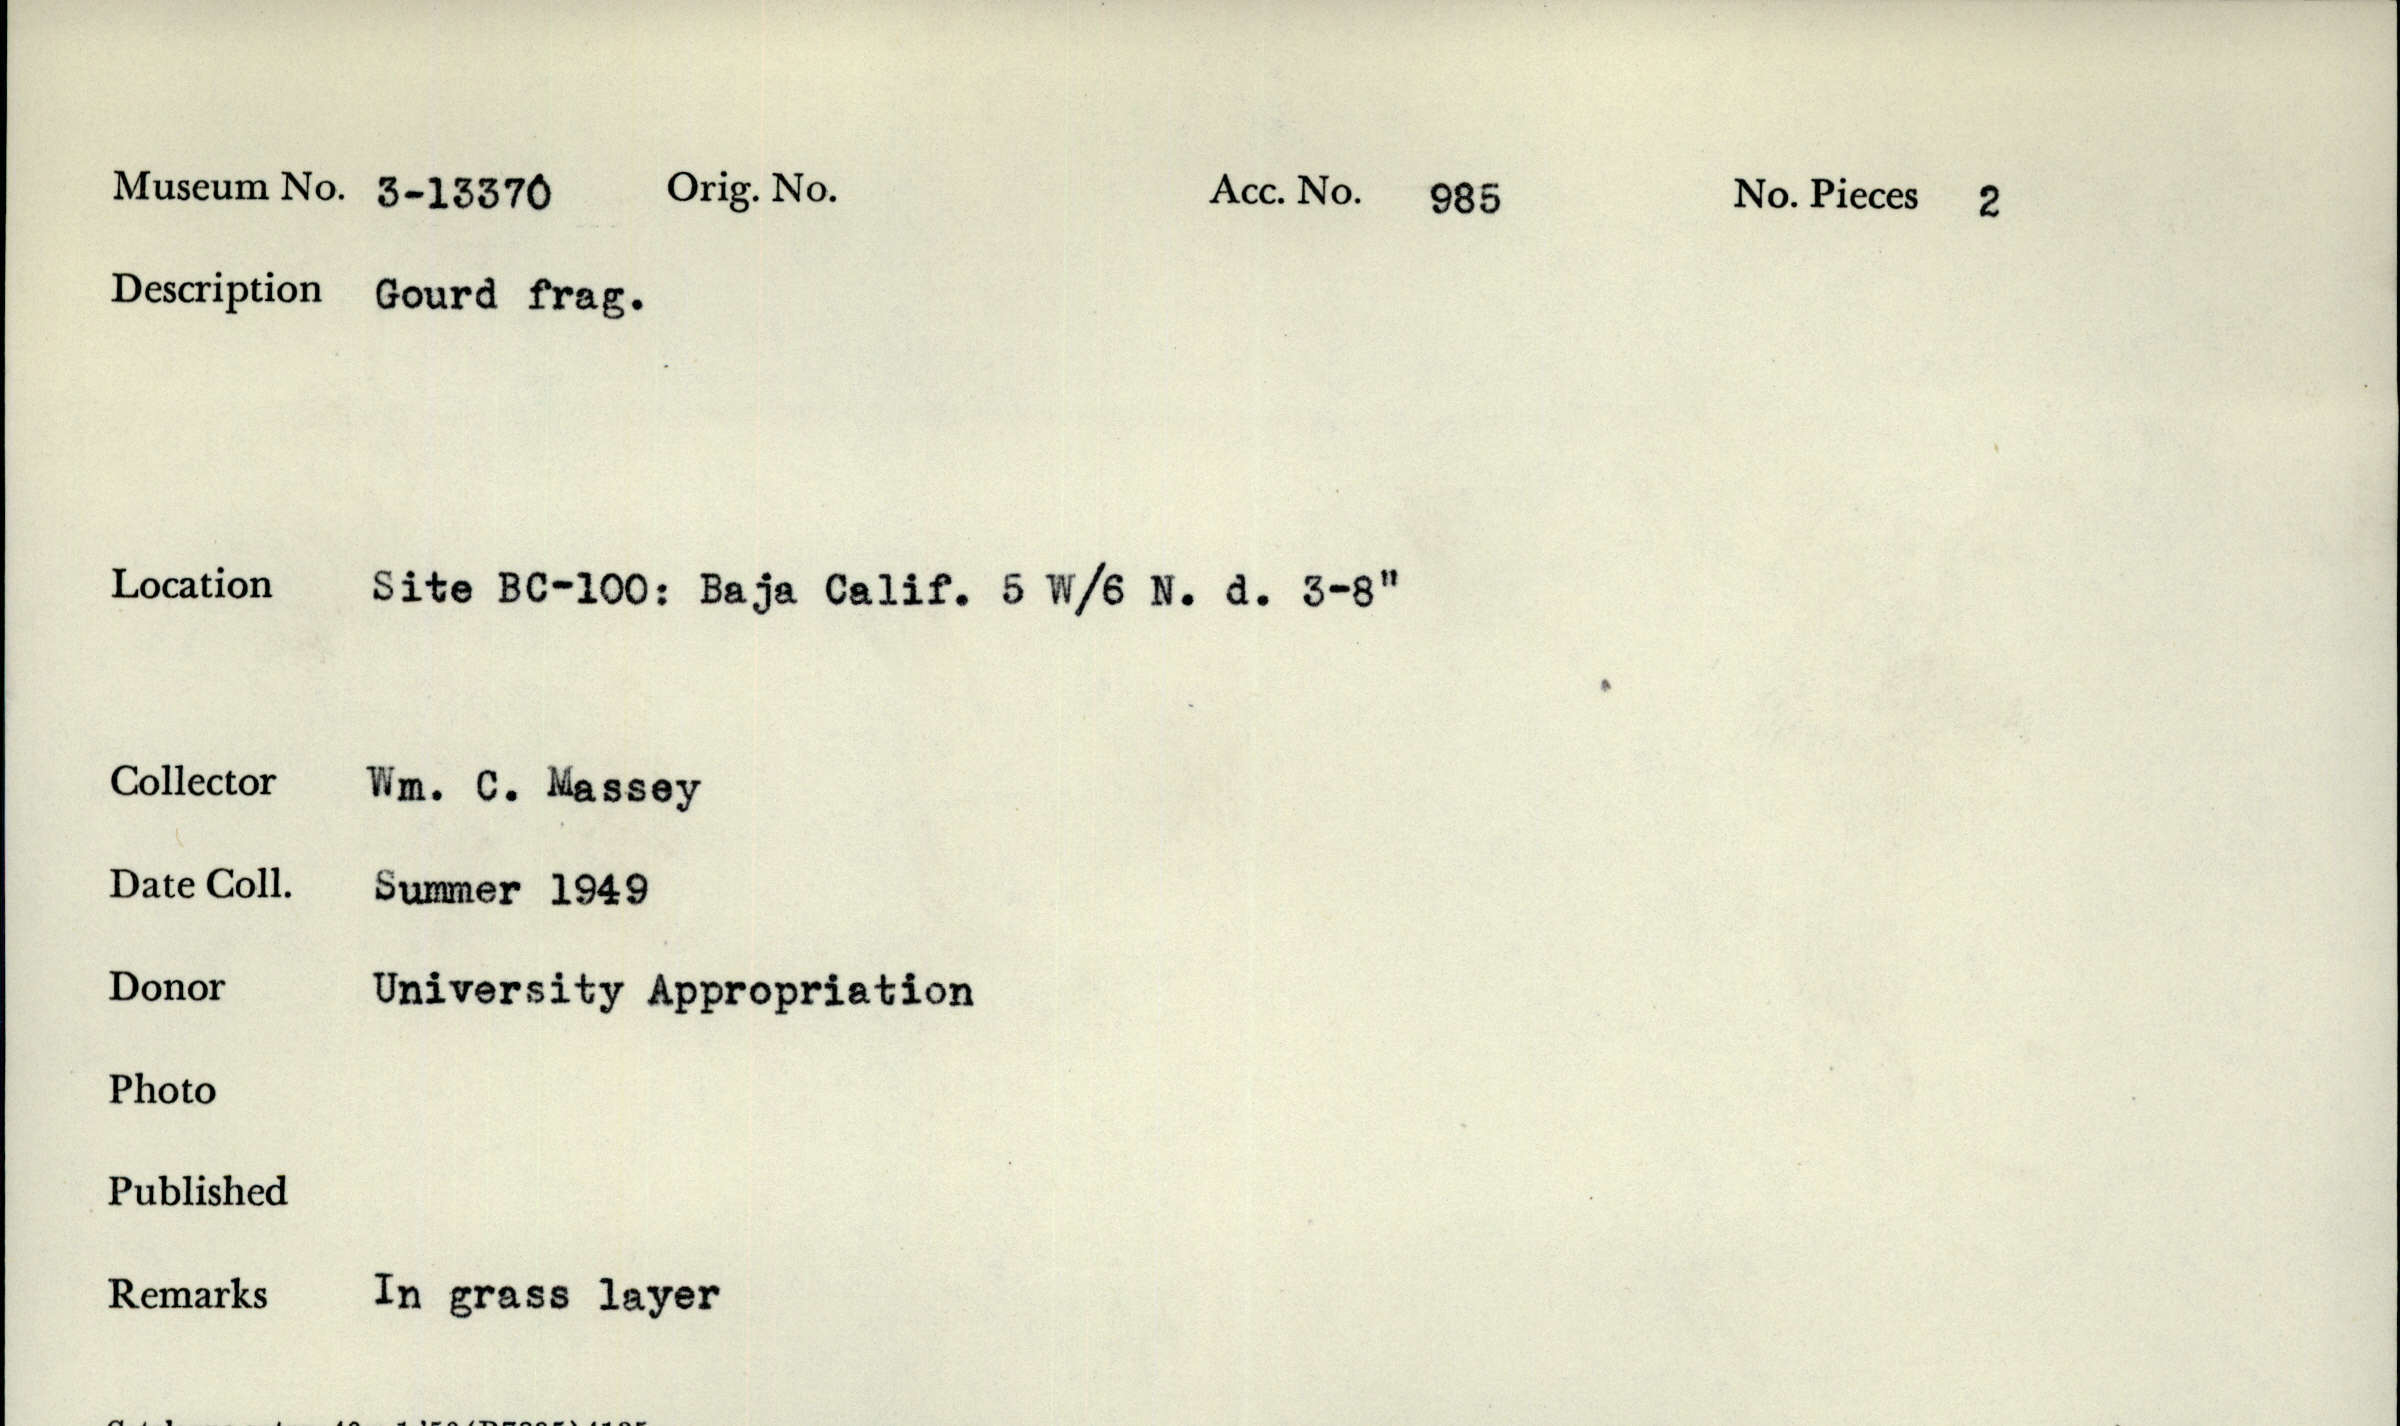 Museum No. 3-13370 Orig. No. Acc. No. 985 No. Pieces 2
Description Gourd frag.
Location Site BC-100: Baja Calif. 5 W/6 N. d. 3-8"
Collector Wm. C. Massey
Date Coll. Summer 1949
Donor University Appropriation
Photo
Published
Remarks In grass layer